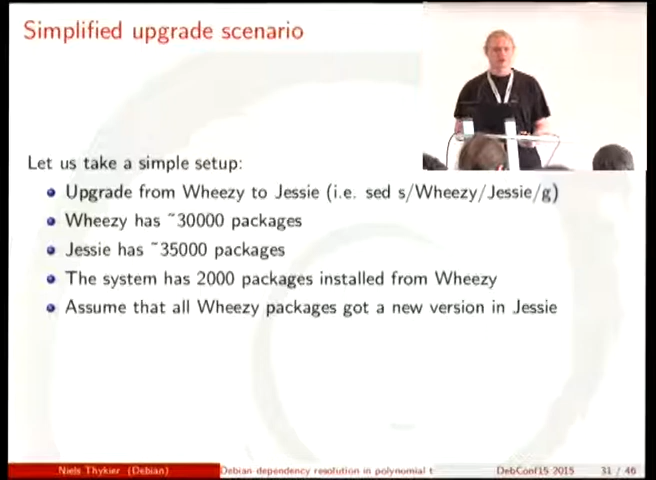 Simplified upgrade scenario
Let us take a simple setup:
Upgrade from Wheezy to Jessie (i.e. sed s/Wheezy/Jessie/g)
Wheezy has ~30000 packages
Jessie has ~35000 packages
The system has 2000 packages installed from Wheezy
Assume that all Wheezy packages got a new version in Jessie
Niels Thykier (Debian) Debian dependency resolution in polynomial t DebConf15 2015 31 / 46